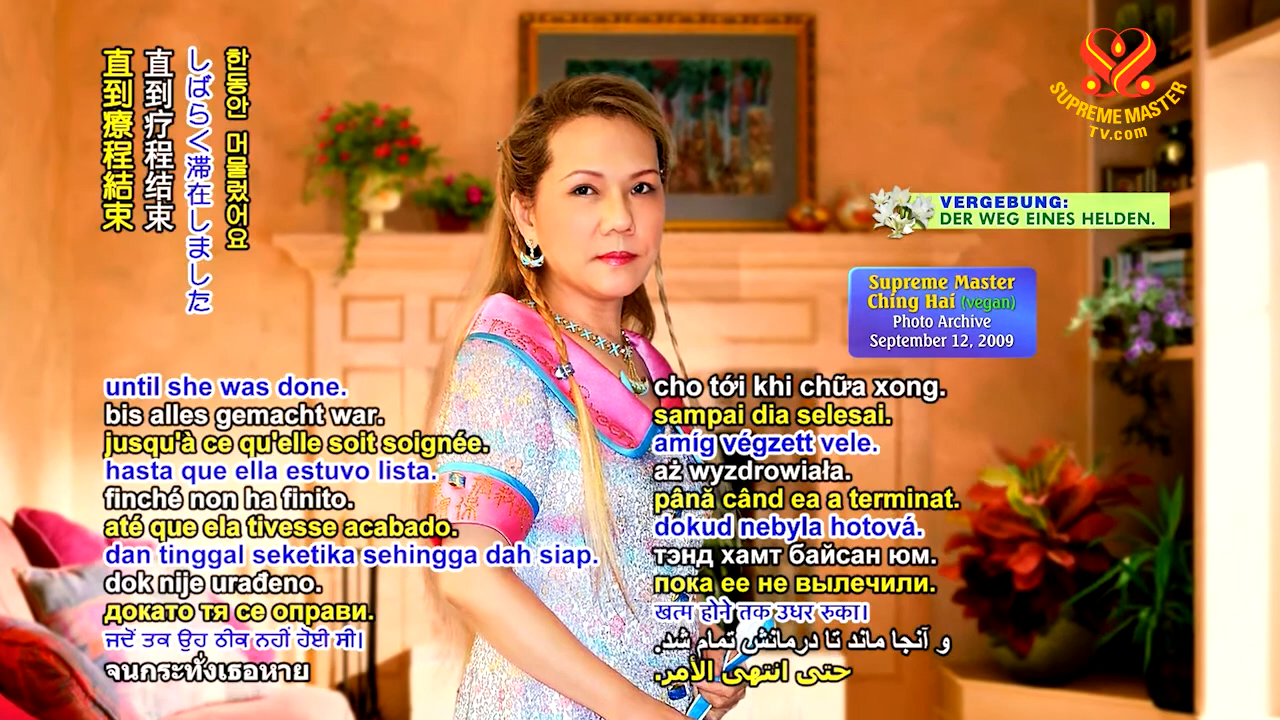 直到療程結束
直到疗程结束
しばらく滞在しました
한동안 머물렀어요
SUPREME MASTER
TV.com
VERGEBUNG:
DER WEG EINES HELDEN.
Supreme Master
Ching Hai (vegan)
Photo Archive
September 12, 2009
until she was done.
bis alles gemacht war.
jusqu'à ce qu'elle soit soignée.
hasta que ella estuvo lista.
finché non ha finito.
até que ela tivesse acabado.
dan tinggal seketika sehingga dah siap.
dok nije urađeno.
докато тя се оправи.
ਜਦੋਂ ਤਕ ਉਹ ਠੀਕ ਨਹੀਂ ਹੋਈ ਸੀ|
จนกระทั่งเธอหาย
cho tới khi chữa xong.
sampai dia selesai.
amíg végzett vele.
aż wyzdrowiała.
până când ea a terminat.
dokud nebyla hotová.
тэнд хамт байсан юм.
пока ее не вылечили.
खत्म होने तक उधर रुका।
و آنجا ماند تا درمانش تمام شد.
حتى انتهى الأمر.